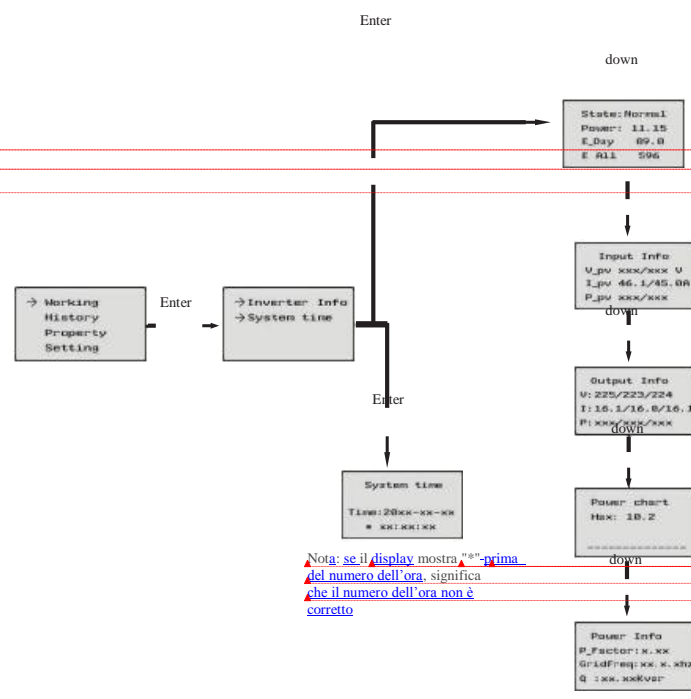 Enter
down
State:Normal
Power: 11.15
E_Day 09.0
E All 596
Input Info
V_pv xxx/xxx V
I_pv 46.1/45.0A
P_pv xxx/xxx
down
→ Working
History
Property
Setting
Enter
→Inverter Info
→System time
Output Info
V:225/223/224
I:16.1/16.0/16.1
P:xxx/xxx/xxx
down
Enter
System time
Time:20xx-xx-xx
* xx:xx:xx
Power chart
Max: 10.2
down
Nota: se il display mostra "*" prima
del numero dell'ora, significa
che il numero dell'ora non è
corretto
Power Info
P_Factor:x.xx
GridFreq:xx.x.xhz
Q :xx.xxKvar